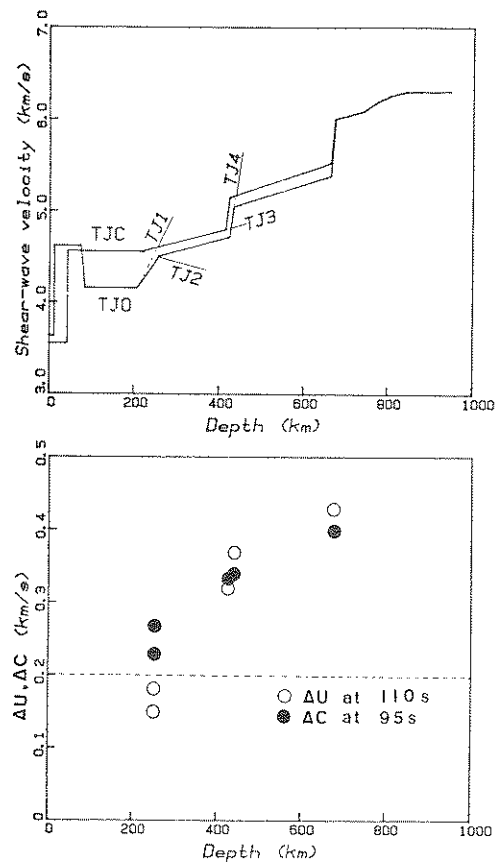 Shear-wave velocity (km/s)
7.0
6.0
5.0
4.0
3.0
TJC
TJO
TJ1
TJ2
TJ3
TJ4
0 200 400 600 800 1000
Depth (km)
ΔU,ΔC (km/s)
0.5
0.4
0.3
0.2
0.1
0
ΔU at 110s
ΔC at 95s
0 200 400 600 800 1000
Depth (km)